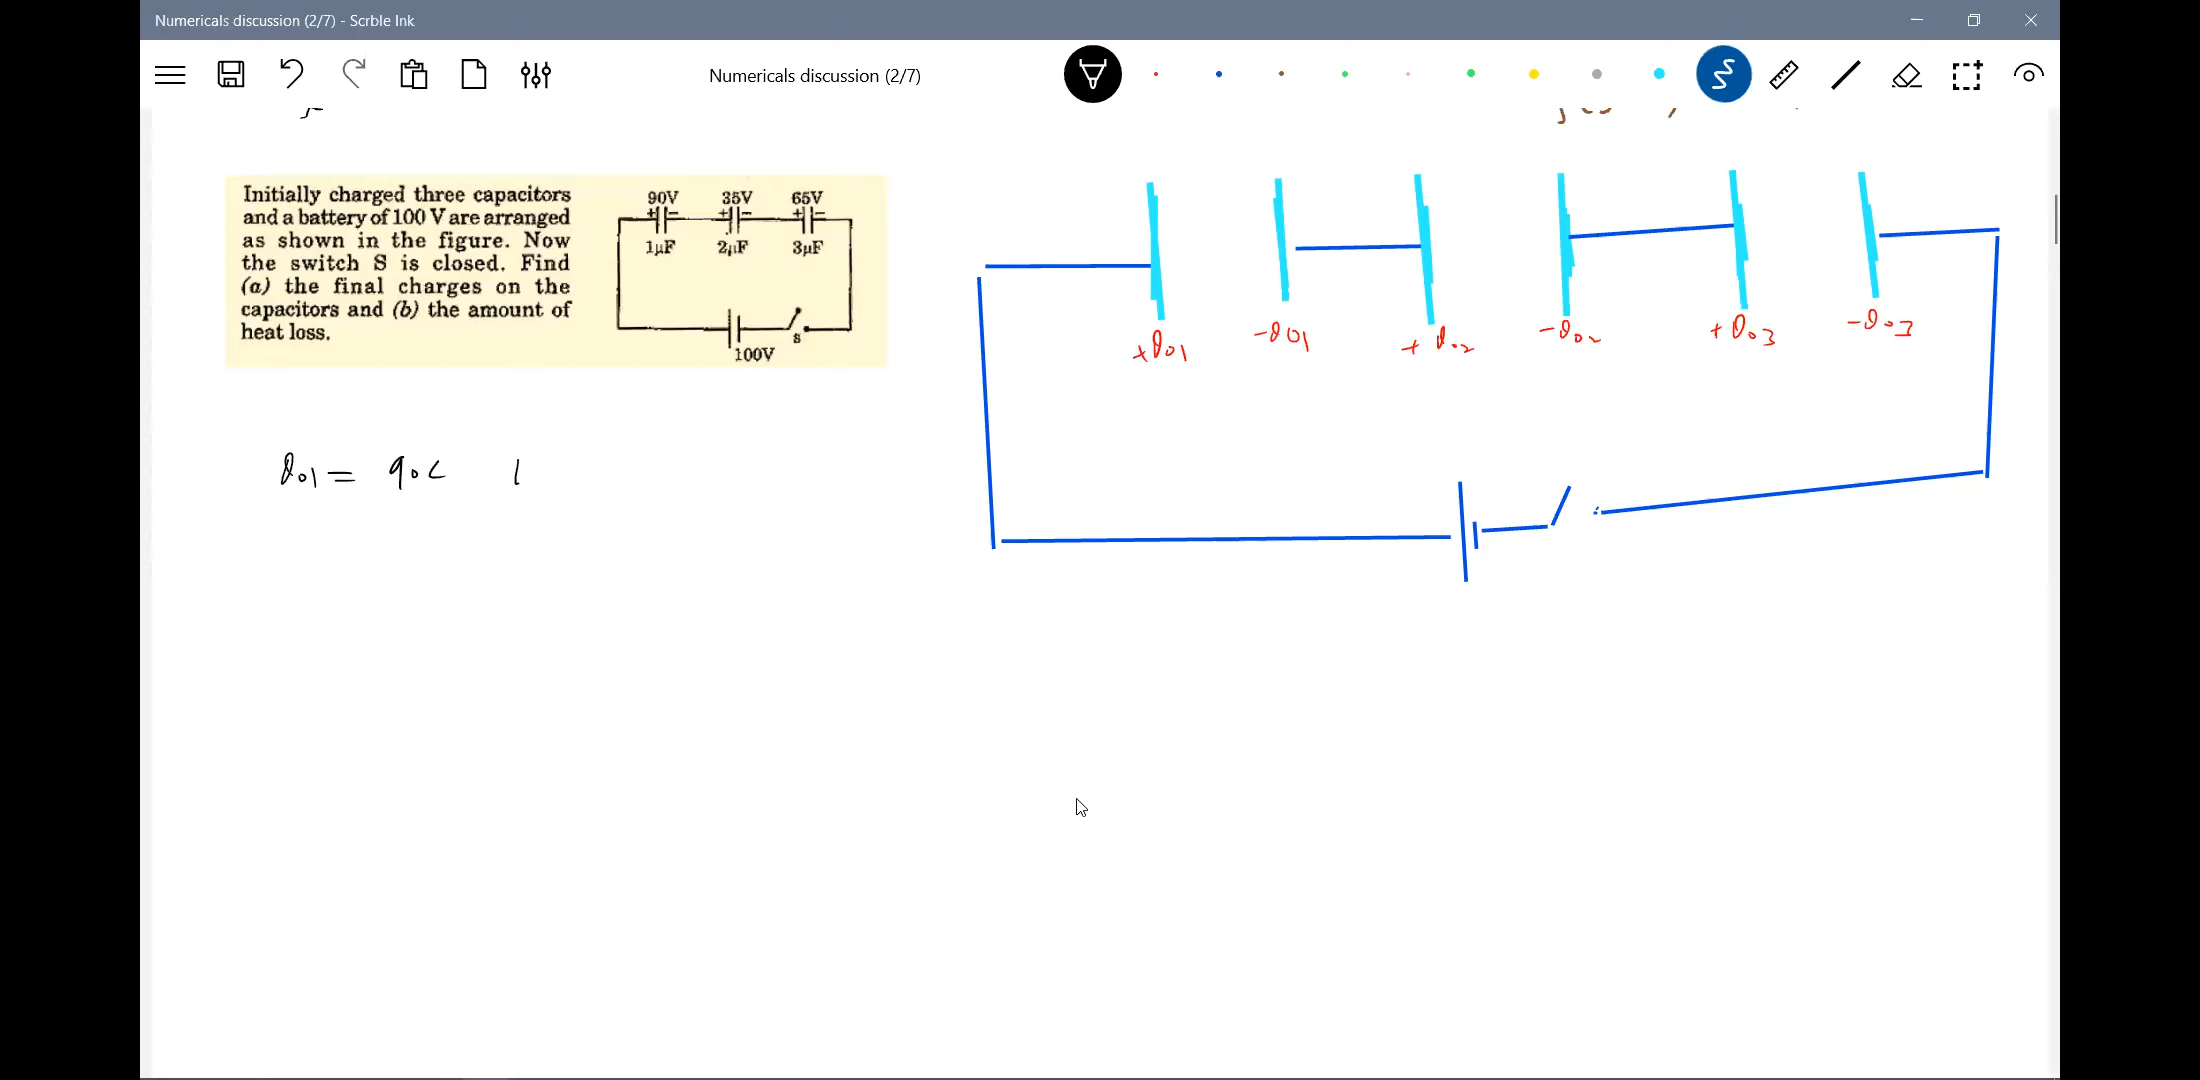 Numericals discussion (2/7) - Scrble Ink
Numericals discussion (2/7)
Initially charged three capacitors
and a battery of 100 V are arranged
as shown in the figure. Now
the switch S is closed. Find
(a) the final charges on the
capacitors and (b) the amount of
heat loss.
90V 35V 65V
+ - + - + -
1μF 2μF 3μF
S
100V
+Q01 -Q01 + Q02 -Q02 +Q03 -Q03
Q01 = 90C